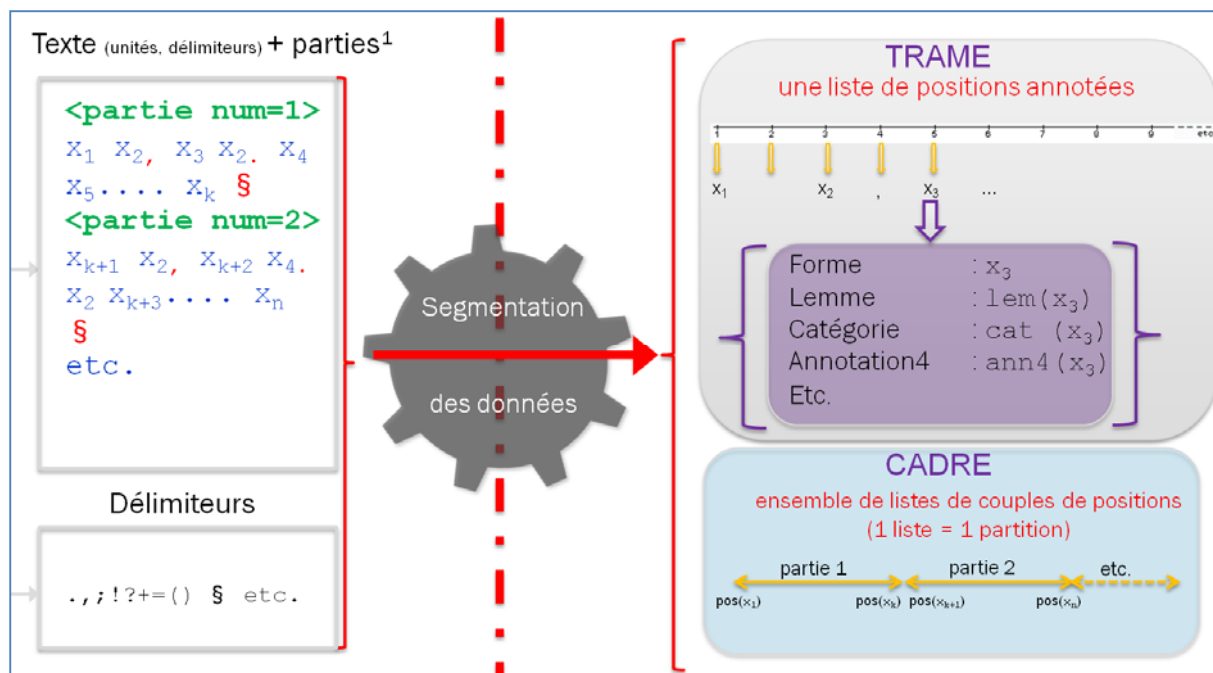 Texte (unités, délimiteurs) + parties¹
<partie num=1>
x₁ x₂, x₃ x₂. x₄
x₅.... xₖ §
<partie num=2>
xₖ₊₁ x₂, xₖ₊₂ x₄.
x₂ xₖ₊₃.... xₙ
§
etc.
Délimiteurs
.,;!?+=() § etc.
Segmentation
des données
TRAME
une liste de positions annotées
1 2 3 4 5 6 7 8 9 etc
x₁ x₂ , x₃ ...
Forme : x₃
Lemme : lem(x₃)
Catégorie : cat (x₃)
Annotation4 : ann4(x₃)
Etc.
CADRE
ensemble de listes de couples de positions
(1 liste = 1 partition)
partie 1 partie 2 etc.
pos(x₁) pos(xₖ) pos(xₖ₊₁) pos(xₙ)